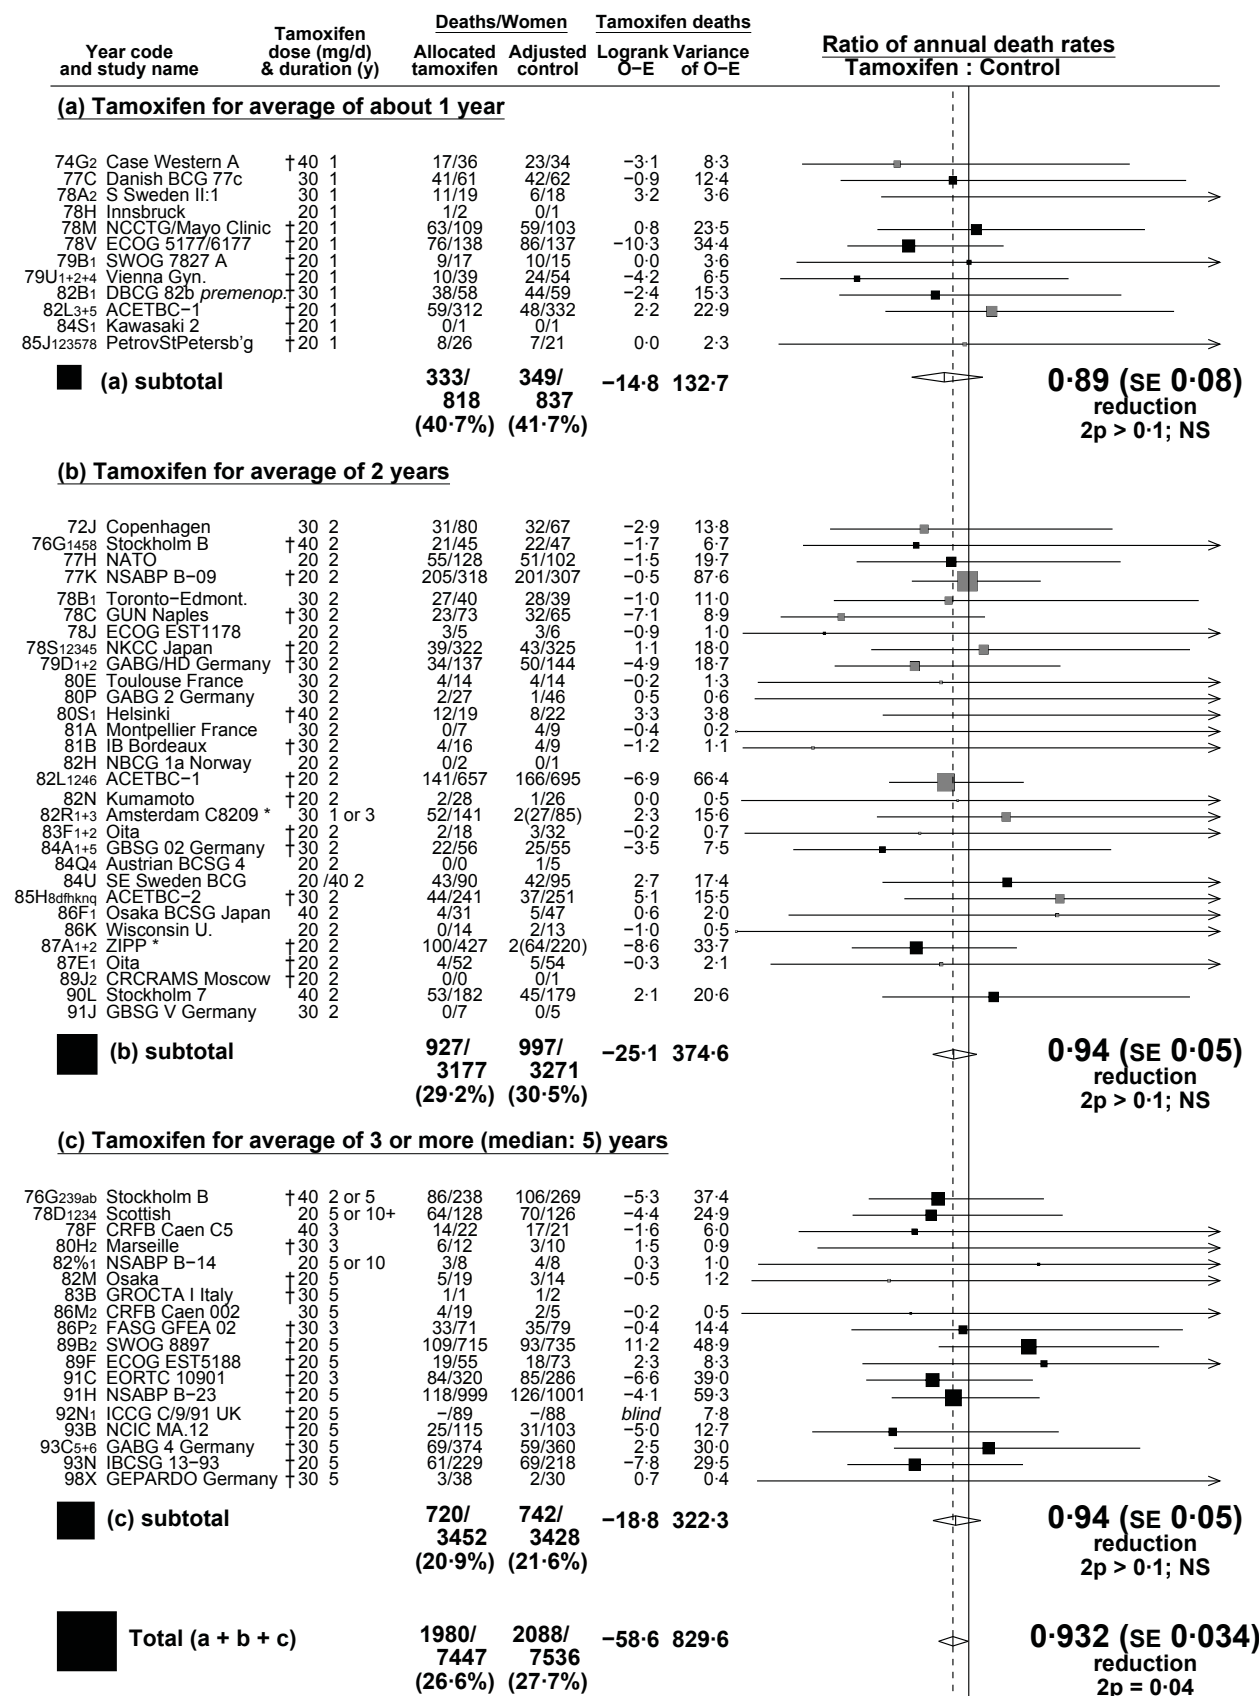 Deaths/Women Tamoxifen deaths
Year code and study name Tamoxifen dose (mg/d) & duration (y) Allocated tamoxifen Adjusted control Logrank O−E Variance of O−E Ratio of annual death rates Tamoxifen : Control
(a) Tamoxifen for average of about 1 year
74G2 Case Western A †40 1 17/36 23/34 −3·1 8·3
77C Danish BCG 77c 30 1 41/61 42/62 −0·9 12·4
78A2 S Sweden II:1 30 1 11/19 6/18 3·2 3·6
78H Innsbruck 20 1 1/2 0/1
78M NCCTG/Mayo Clinic †20 1 63/109 59/103 0·8 23·5
78V ECOG 5177/6177 †20 1 76/138 86/137 −10·3 34·4
79B1 SWOG 7827 A †20 1 9/17 10/15 0·0 3·6
79U1+2+4 Vienna Gyn. †20 1 10/39 24/54 −4·2 6·5
82B1 DBCG 82b premenop. †30 1 38/58 44/59 −2·4 15·3
82L3+5 ACETBC−1 †20 1 59/312 48/332 2·2 22·9
84S1 Kawasaki 2 †20 1 0/1 0/1
85J123578 PetrovStPetersb'g †20 1 8/26 7/21 0·0 2·3
(a) subtotal 333/ 349/ −14·8 132·7 0·89 (SE 0·08)
818 837 reduction
(40·7%) (41·7%) 2p > 0·1; NS
(b) Tamoxifen for average of 2 years
72J Copenhagen 30 2 31/80 32/67 −2·9 13·8
76G1458 Stockholm B †40 2 21/45 22/47 −1·7 6·7
77H NATO 20 2 55/128 51/102 −1·5 19·7
77K NSABP B−09 †20 2 205/318 201/307 −0·5 87·6
78B1 Toronto−Edmont. 30 2 27/40 28/39 −1·0 11·0
78C GUN Naples †30 2 23/73 32/65 −7·1 8·9
78J ECOG EST1178 20 2 3/5 3/6 −0·9 1·0
78S12345 NKCC Japan †20 2 39/322 43/325 1·1 18·0
79D1+2 GABG/HD Germany †30 2 34/137 50/144 −4·9 18·7
80E Toulouse France 30 2 4/14 4/14 −0·2 1·3
80P GABG 2 Germany 30 2 2/27 1/46 0·5 0·6
80S1 Helsinki †40 2 12/19 8/22 3·3 3·8
81A Montpellier France 30 2 0/7 4/9 −0·4 0·2
81B IB Bordeaux †30 2 4/16 4/9 −1·2 1·1
82H NBCG 1a Norway 20 2 0/2 0/1
82L1246 ACETBC−1 †20 2 141/657 166/695 −6·9 66·4
82N Kumamoto †20 2 2/28 1/26 0·0 0·5
82R1+3 Amsterdam C8209 * 30 1 or 3 52/141 2(27/85) 2·3 15·6
83F1+2 Oita †20 2 2/18 3/32 −0·2 0·7
84A1+5 GBSG 02 Germany †30 2 22/56 25/55 −3·5 7·5
84Q4 Austrian BCSG 4 20 2 0/0 1/5
84U SE Sweden BCG 20 /40 2 43/90 42/95 2·7 17·4
85H8dfhknq ACETBC−2 †30 2 44/241 37/251 5·1 15·5
86F1 Osaka BCSG Japan 40 2 4/31 5/47 0·6 2·0
86K Wisconsin U. 20 2 0/14 2/13 −1·0 0·5
87A1+2 ZIPP * †20 2 100/427 2(64/220) −8·6 33·7
87E1 Oita †20 2 4/52 5/54 −0·3 2·1
89J2 CRCRAMS Moscow †20 2 0/0 0/1
90L Stockholm 7 40 2 53/182 45/179 2·1 20·6
91J GBSG V Germany 30 2 0/7 0/5
(b) subtotal 927/ 997/ −25·1 374·6 0·94 (SE 0·05)
3177 3271 reduction
(29·2%) (30·5%) 2p > 0·1; NS
(c) Tamoxifen for average of 3 or more (median: 5) years
76G239ab Stockholm B †40 2 or 5 86/238 106/269 −5·3 37·4
78D1234 Scottish 20 5 or 10+ 64/128 70/126 −4·4 24·9
78F CRFB Caen C5 40 3 14/22 17/21 −1·6 6·0
80H2 Marseille †30 3 6/12 3/10 1·5 0·9
82%1 NSABP B−14 20 5 or 10 3/8 4/8 0·3 1·0
82M Osaka †20 5 5/19 3/14 −0·5 1·2
83B GROCTA I Italy †30 5 1/1 1/2
86M2 CRFB Caen 002 30 5 4/19 2/5 −0·2 0·5
86P2 FASG GFEA 02 †30 3 33/71 35/79 −0·4 14·4
89B2 SWOG 8897 †20 5 109/715 93/735 11·2 48·9
89F ECOG EST5188 †20 5 19/55 18/73 2·3 8·3
91C EORTC 10901 †20 3 84/320 85/286 −6·6 39·0
91H NSABP B−23 †20 5 118/999 126/1001 −4·1 59·3
92N1 ICCG C/9/91 UK †20 5 −/89 −/88 blind 7·8
93B NCIC MA.12 †20 5 25/115 31/103 −5·0 12·7
93C5+6 GABG 4 Germany †30 5 69/374 59/360 2·5 30·0
93N IBCSG 13−93 †20 5 61/229 69/218 −7·8 29·5
98X GEPARDO Germany †30 5 3/38 2/30 0·7 0·4
(c) subtotal 720/ 742/ −18·8 322·3 0·94 (SE 0·05)
3452 3428 reduction
(20·9%) (21·6%) 2p > 0·1; NS
Total (a + b + c) 1980/ 2088/ −58·6 829·6 0·932 (SE 0·034)
7447 7536 reduction
(26·6%) (27·7%) 2p = 0·04